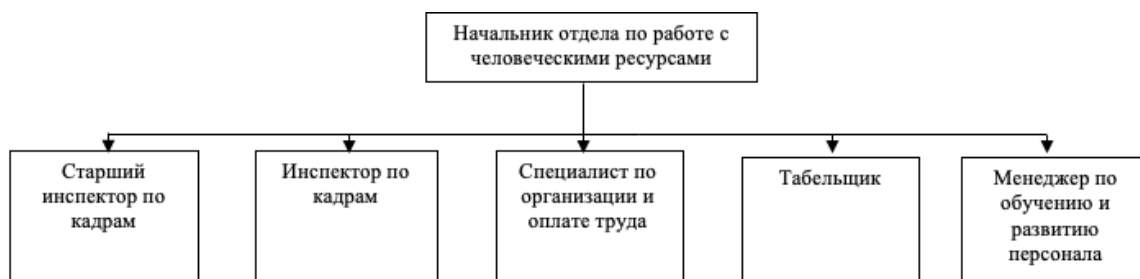 Начальник отдела по работе с
человеческими ресурсами
Старший
инспектор по
кадрам
Инспектор по
кадрам
Специалист по
организации и
оплате труда
Табельщик
Менеджер по
обучению и
развитию
персонала